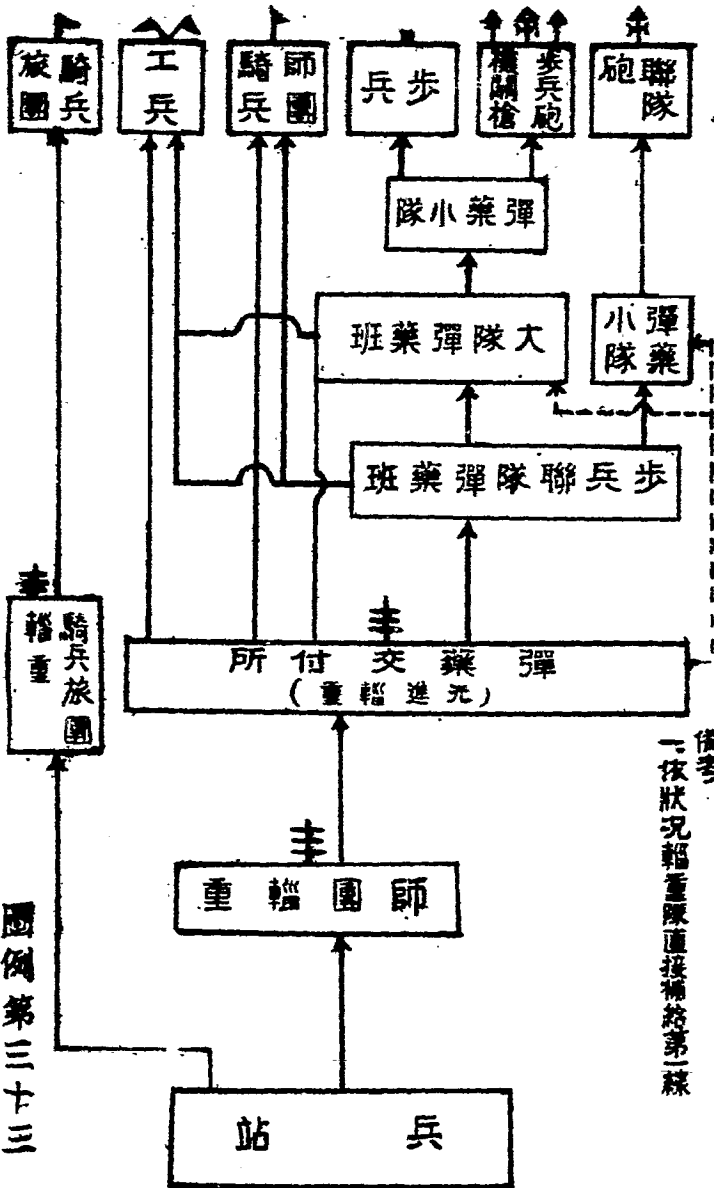 聯隊
砲
步兵砲
機關槍
步兵
師團
騎兵
工兵
騎兵
旅團
彈藥小隊
大隊彈藥班
彈藥
小隊
步兵聯隊彈藥班
彈藥交付所
(先進輜重)
騎兵旅團
輜重
師團輜重
兵站
備考
一、依狀況輜重隊直接補給第一線
圖例第三十三